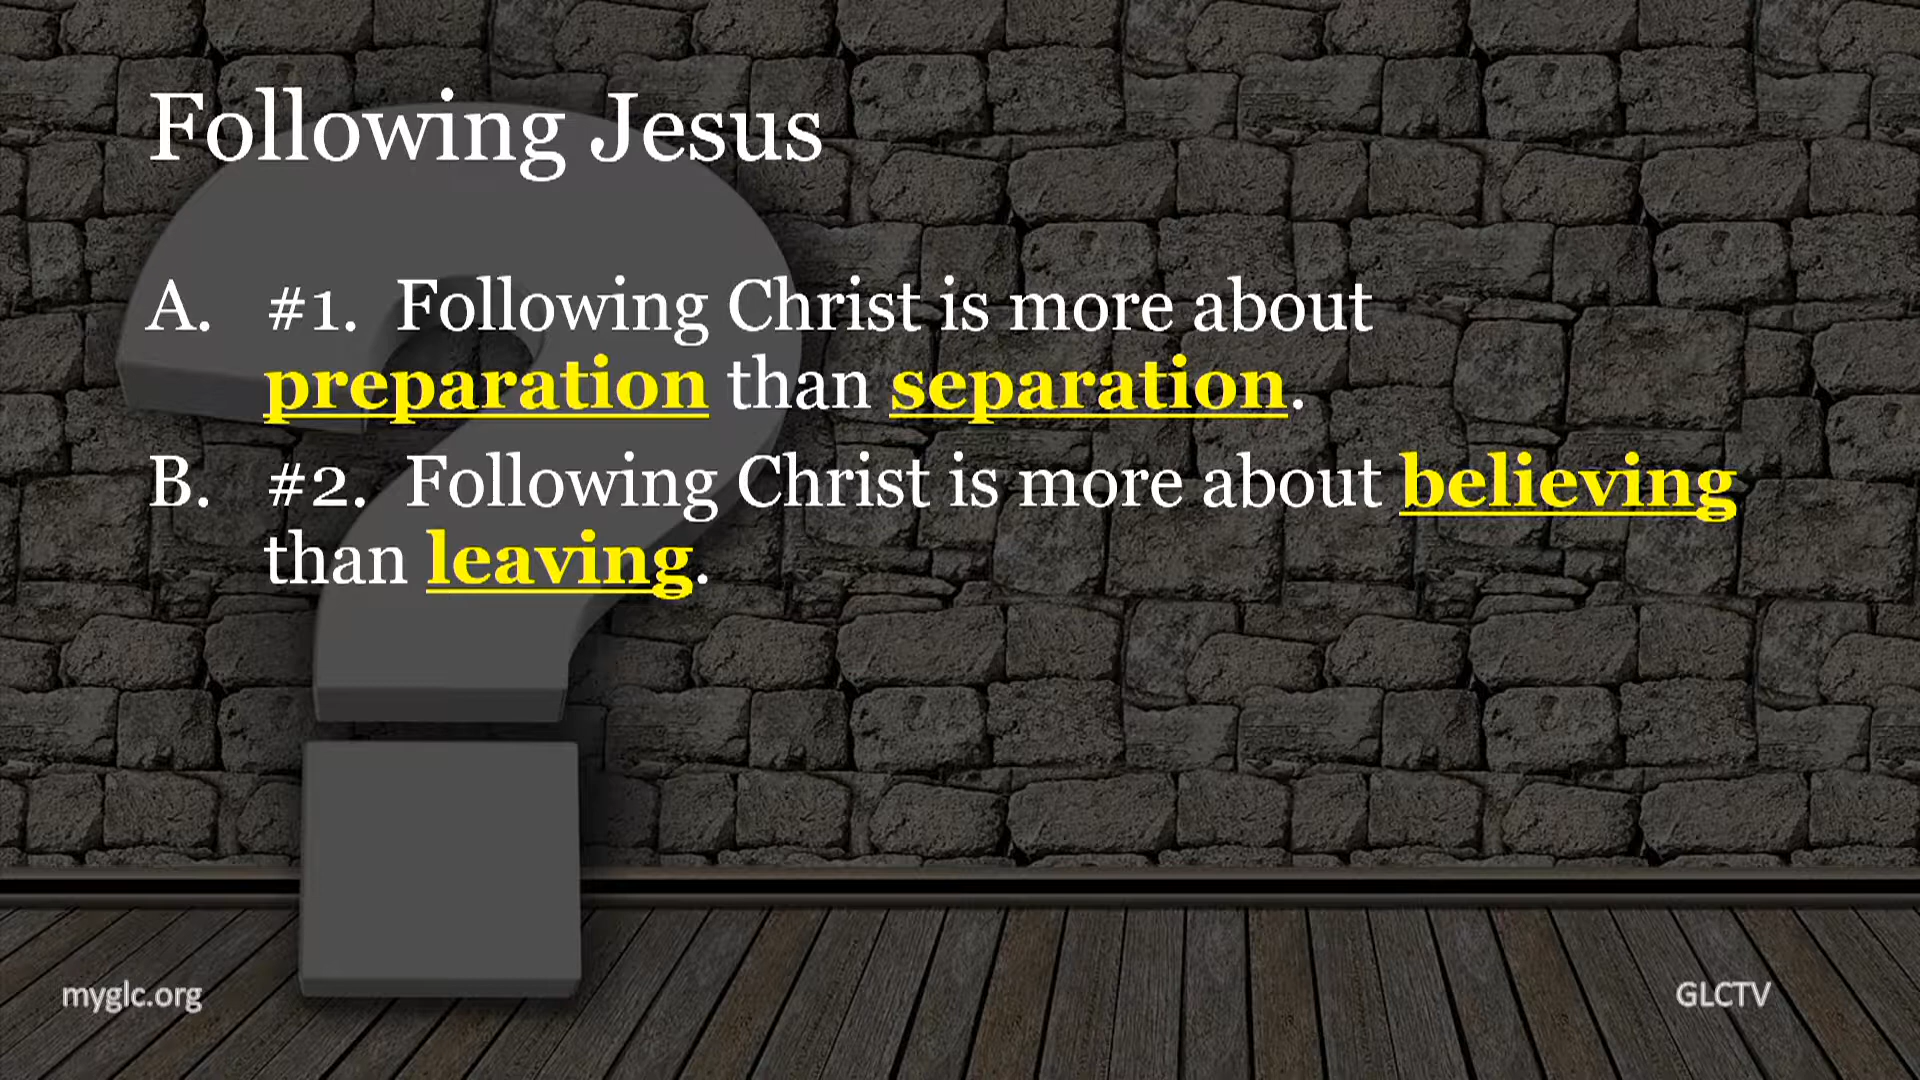 Following Jesus
A. #1. Following Christ is more about
preparation than separation.
B. #2. Following Christ is more about believing
than leaving.
myglc.org
GLCTV